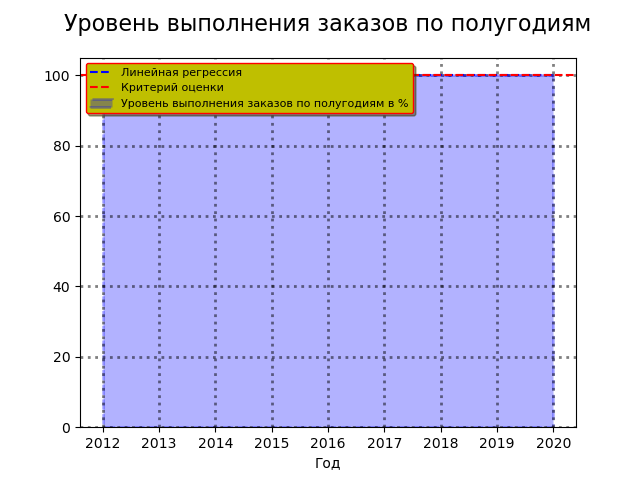 Уровень выполнения заказов по полугодиям
Линейная регрессия
Критерий оценки
Уровень выполнения заказов по полугодиям в %
100
80
60
40
20
0
2012 2013 2014 2015 2016 2017 2018 2019 2020
Год